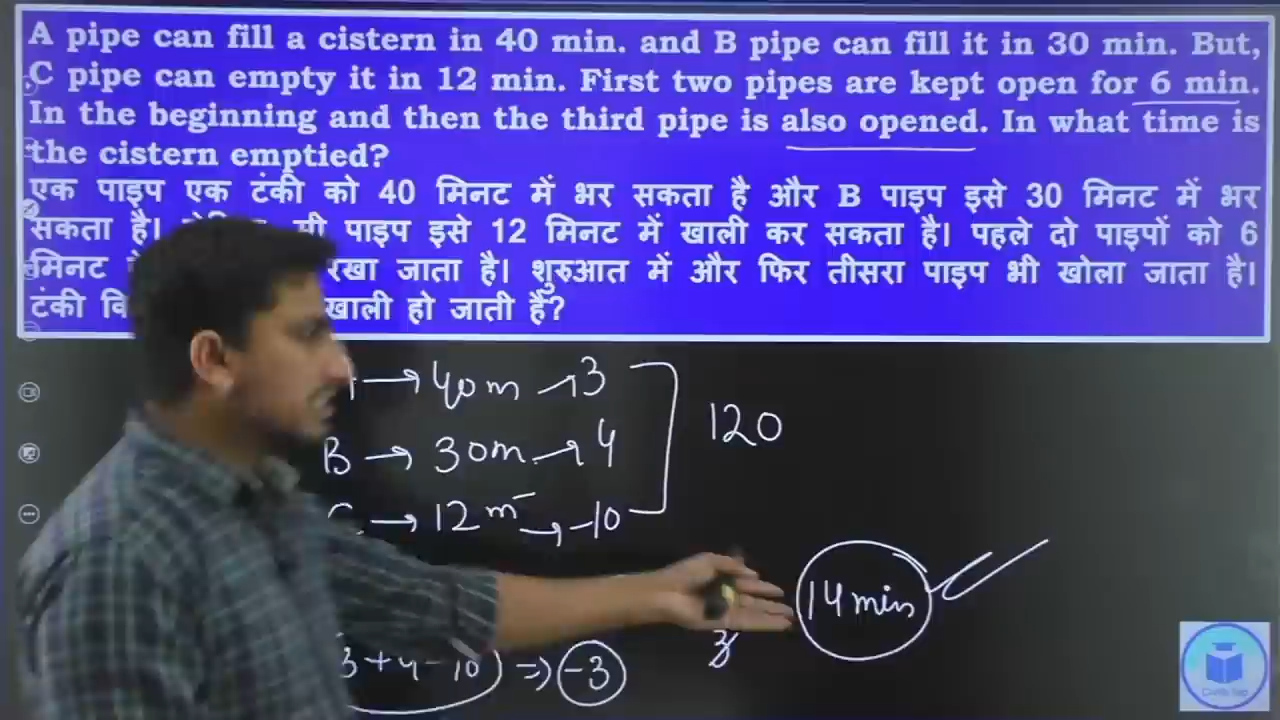 A pipe can fill a cistern in 40 min. and B pipe can fill it in 30 min. But,
C pipe can empty it in 12 min. First two pipes are kept open for 6 min.
In the beginning and then the third pipe is also opened. In what time is
the cistern emptied?
एक पाइप एक टंकी को 40 मिनट में भर सकता है और B पाइप इसे 30 मिनट में भर
सकता है। सी पाइप इसे 12 मिनट में खाली कर सकता है। पहले दो पाइपों को 6
मिनट रखा जाता है। शुरुआत में और फिर तीसरा पाइप भी खोला जाता है।
टंकी खाली हो जाती हैं?
→ 40 m → 3
B → 30m → 4
120
→ 12 m → -10
14 min
3+4-10 => -3